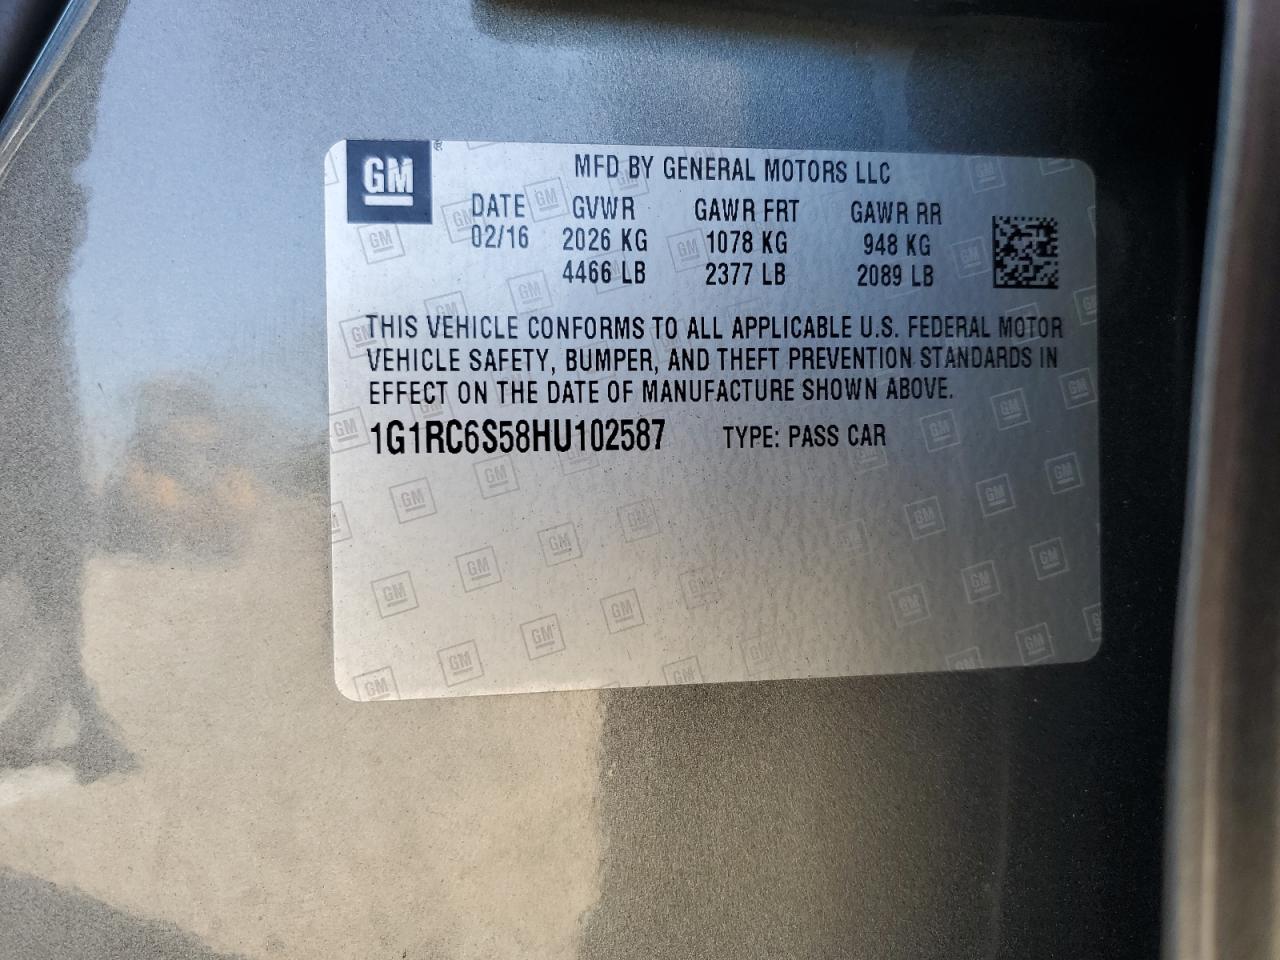 GM ®
MFD BY GENERAL MOTORS LLC
DATE GVWR GAWR FRT GAWR RR
02/16 2026 KG 1078 KG 948 KG
4466 LB 2377 LB 2089 LB
THIS VEHICLE CONFORMS TO ALL APPLICABLE U.S. FEDERAL MOTOR
VEHICLE SAFETY, BUMPER, AND THEFT PREVENTION STANDARDS IN
EFFECT ON THE DATE OF MANUFACTURE SHOWN ABOVE.
1G1RC6S58HU102587 TYPE: PASS CAR